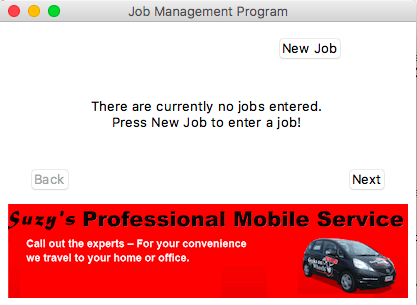 Job Management Program
New Job
There are currently no jobs entered.
Press New Job to enter a job!
Back
Next
Suzy's Professional Mobile Service
Call out the experts – For your convenience
we travel to your home or office.